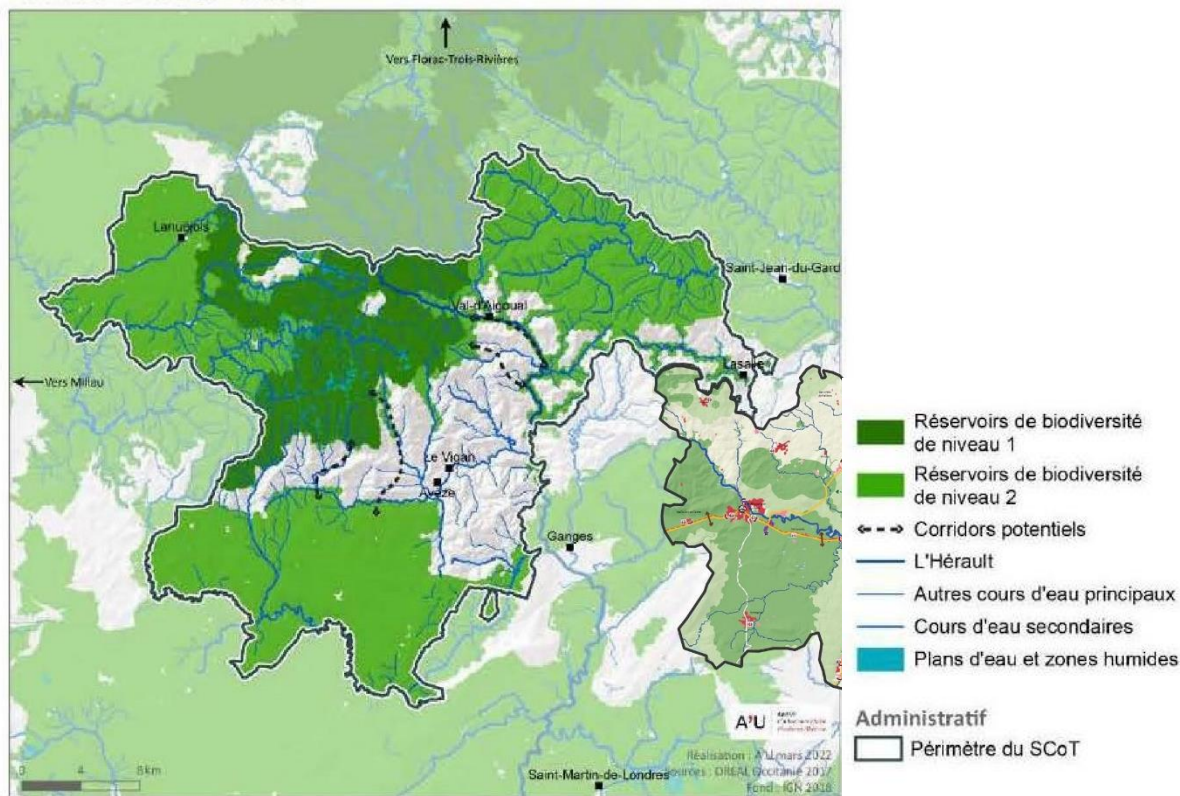 Vers Florac-Trois-Rivières
Lanuéjols
Saint-Jean-du-Gard
Val-d'Aigoual
Vers Millau
Lasalle
Le Vigan
Avèze
Ganges
Réservoirs de biodiversité
de niveau 1
Réservoirs de biodiversité
de niveau 2
Corridors potentiels
L'Hérault
Autres cours d'eau principaux
Cours d'eau secondaires
Plans d'eau et zones humides
Administratif
Périmètre du SCoT
A'U
Réalisation : A'U mars 2022
Sources : DREAL Occitanie 2017
Fond : IGN 2018
0 4 8km
Saint-Martin-de-Londres